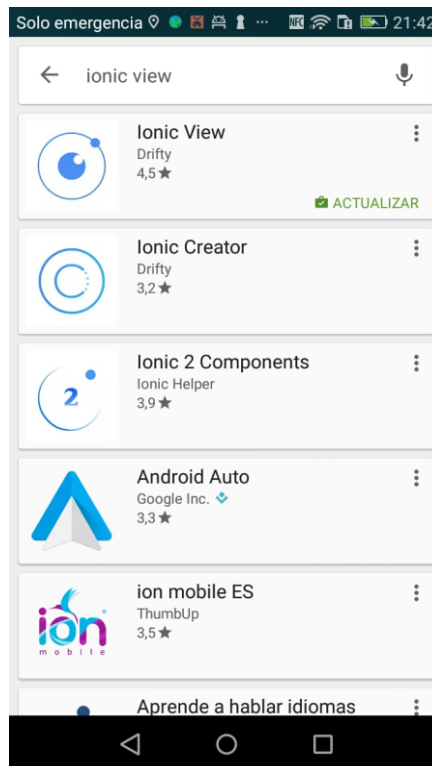 Solo emergencia ... NFC 21:42
ionic view
Ionic View
Drifty
4,5★
ACTUALIZAR
Ionic Creator
Drifty
3,2★
2
Ionic 2 Components
Ionic Helper
3,9★
Android Auto
Google Inc.
3,3★
ion
mobile
ion mobile ES
ThumbUp
3,5★
Aprende a hablar idiomas